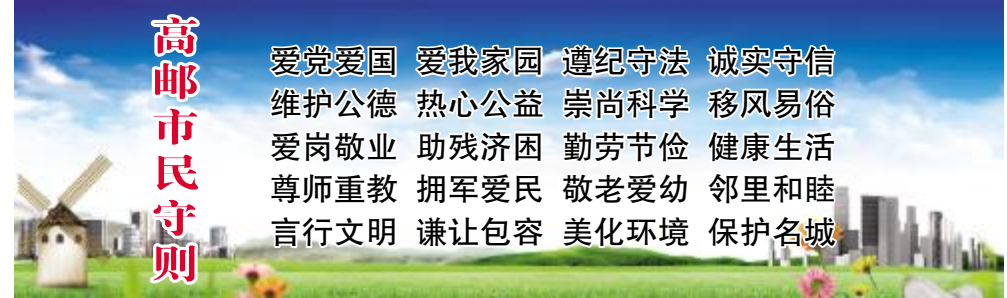 高邮市民守则
爱党爱国 爱我家园 遵纪守法 诚实守信
维护公德 热心公益 崇尚科学 移风易俗
爱岗敬业 助残济困 勤劳节俭 健康生活
尊师重教 拥军爱民 敬老爱幼 邻里和睦
言行文明 谦让包容 美化环境 保护名城